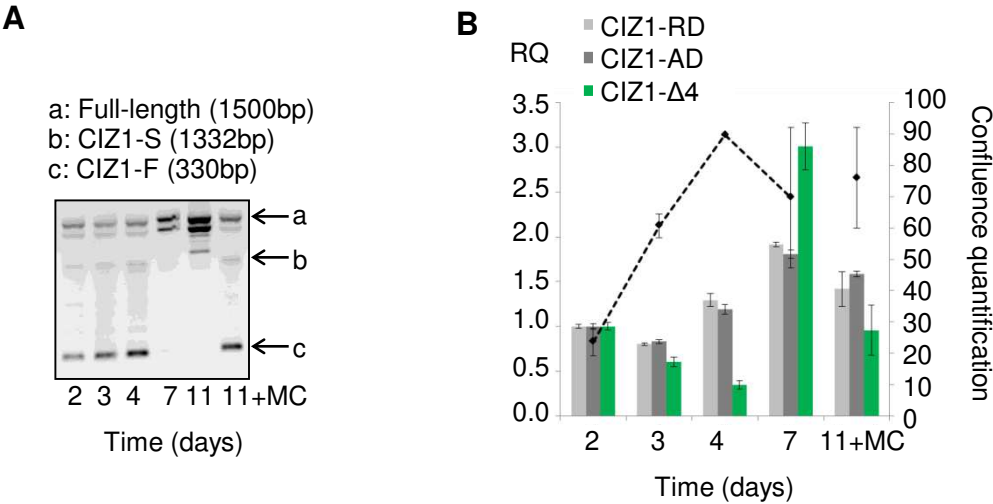 A
a: Full-length (1500bp)
b: CIZ1-S (1332bp)
c: CIZ1-F (330bp)
a
b
c
2 3 4 7 11 11+MC
Time (days)
B
CIZ1-RD
CIZ1-AD
CIZ1-Δ4
RQ
3.5
3.0
2.5
2.0
1.5
1.0
0.5
0.0
100
90
80
70
60
50
40
30
20
10
0
Confluence quantification
2 3 4 7 11+MC
Time (days)